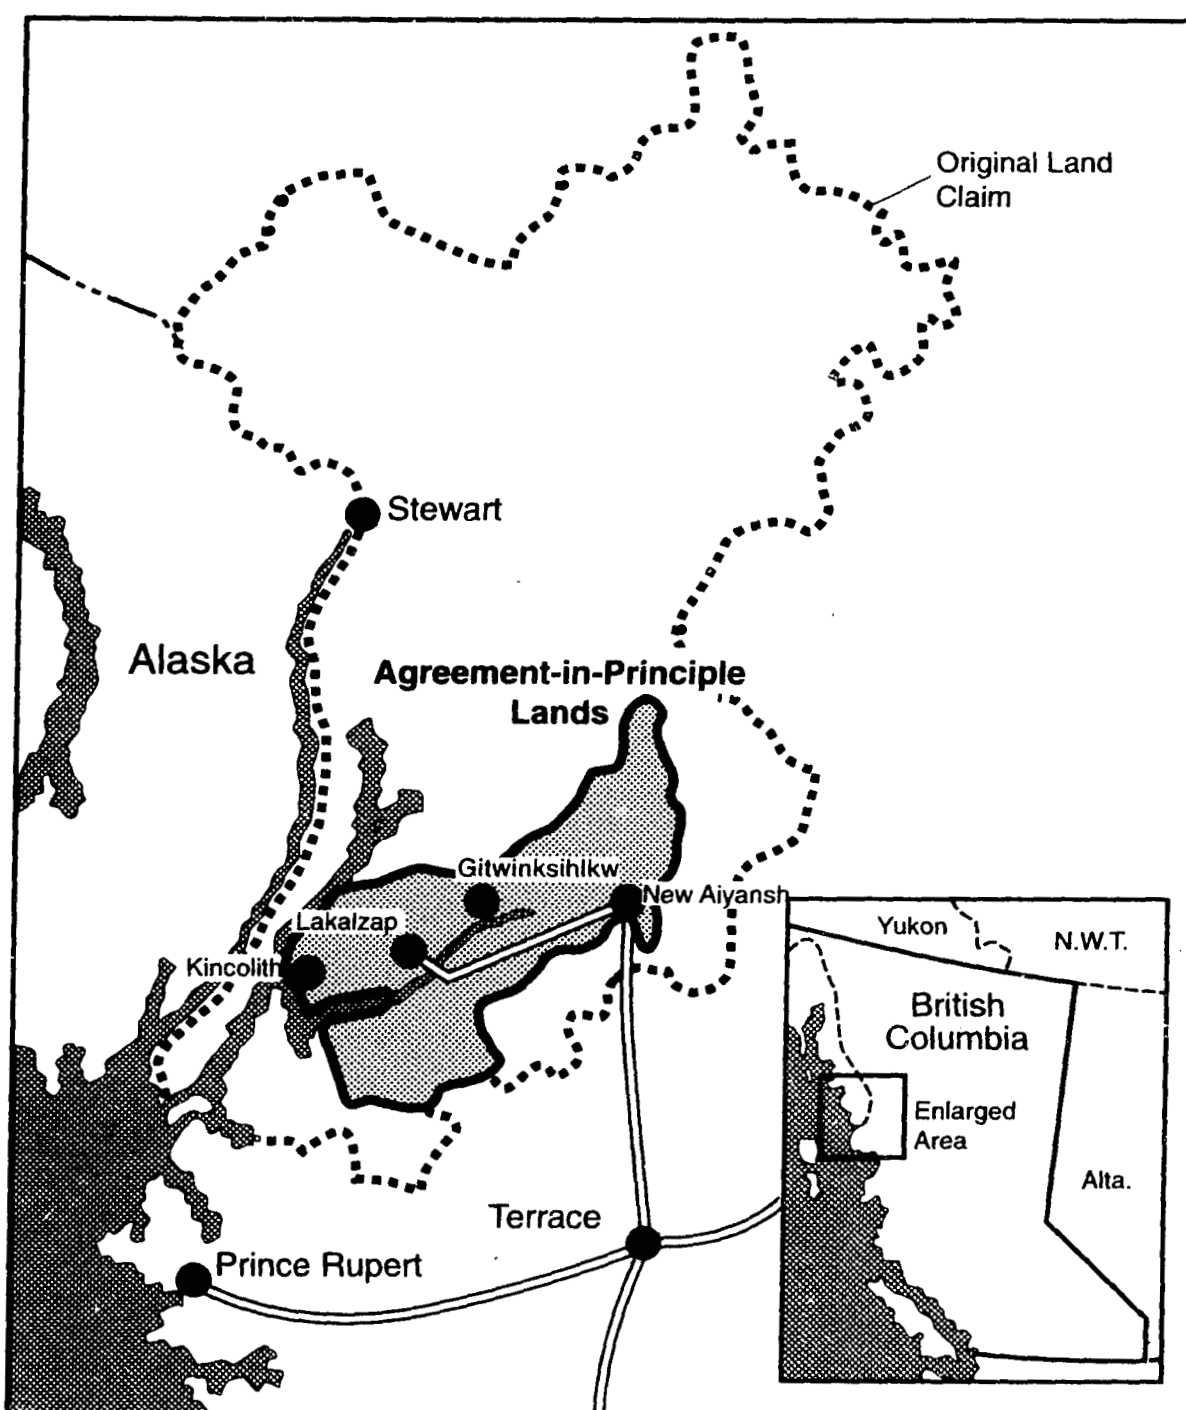 Original Land
Claim
Stewart
Alaska
Agreement-in-Principle
Lands
Gitwinksihlkw
New Aiyansh
Lakalzap
Kincolith
Yukon
N.W.T.
British
Columbia
Enlarged
Area
Alta.
Terrace
Prince Rupert